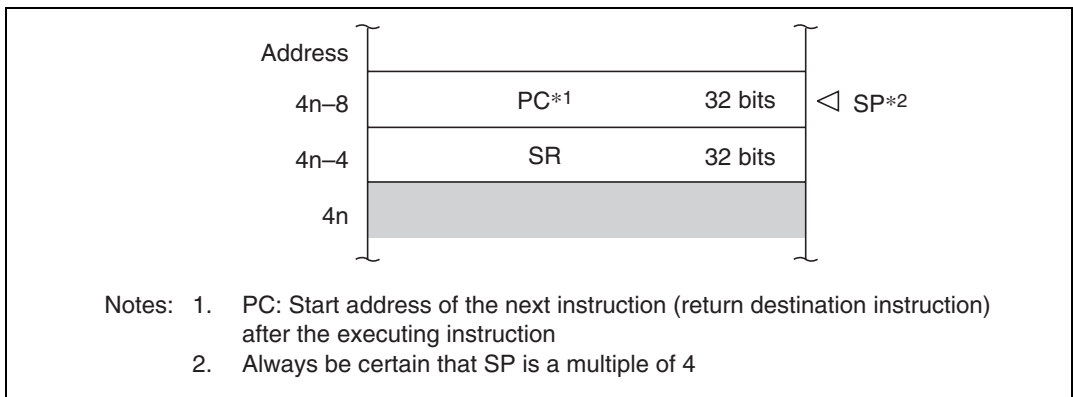 Address
4n–8 PC*1 32 bits ◁ SP*2
4n–4 SR 32 bits
4n
Notes: 1. PC: Start address of the next instruction (return destination instruction)
after the executing instruction
2. Always be certain that SP is a multiple of 4